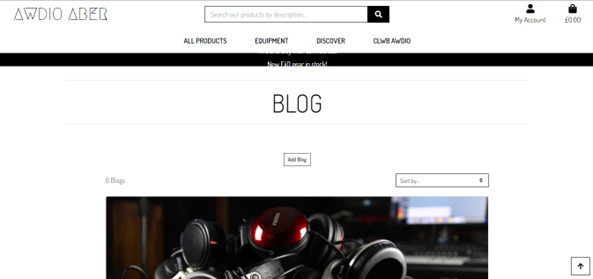 AWDIO ABER
Search our products by description...
My Account
£0.00
ALL PRODUCTS
EQUIPMENT
DISCOVER
CLWB AWDIO
New FiiO gear in stock!
BLOG
Add Blog
6 Blogs
Sort by...